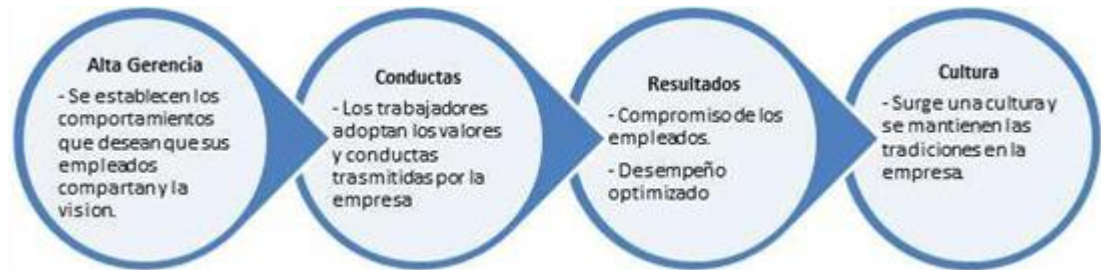 Alta Gerencia
- Se establecen los
comportamientos
que desean que sus
empleados
compartan y la
vision.
Conductas
- Los trabajadores
adoptan los valores
y conductas
trasmitidas por la
empresa
Resultados
- Compromiso de los
empleados.
- Desempeño
optimizado
Cultura
- Surge una cultura y
se mantienen las
tradiciones en la
empresa.